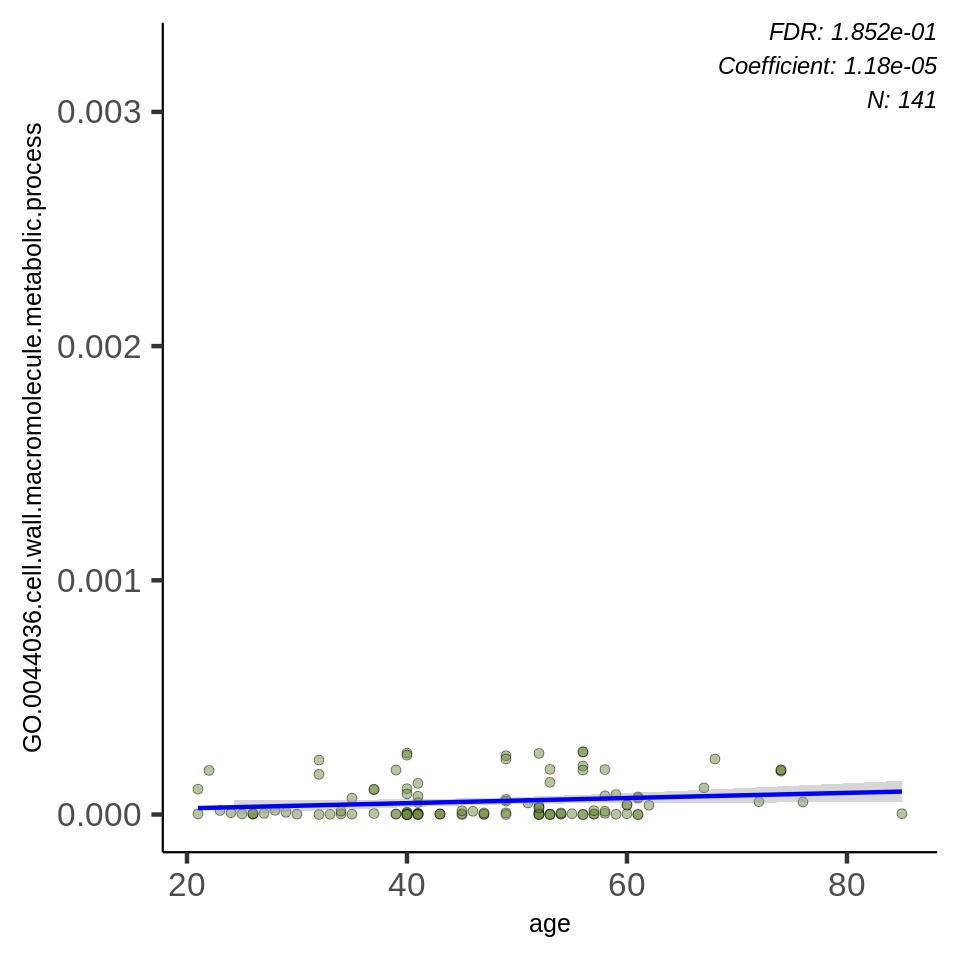 FDR: 1.852e-01
Coefficient: 1.18e-05
N: 141
GO.0044036.cell.wall.macromolecule.metabolic.process
0.003
0.002
0.001
0.000
20 40 60 80
age